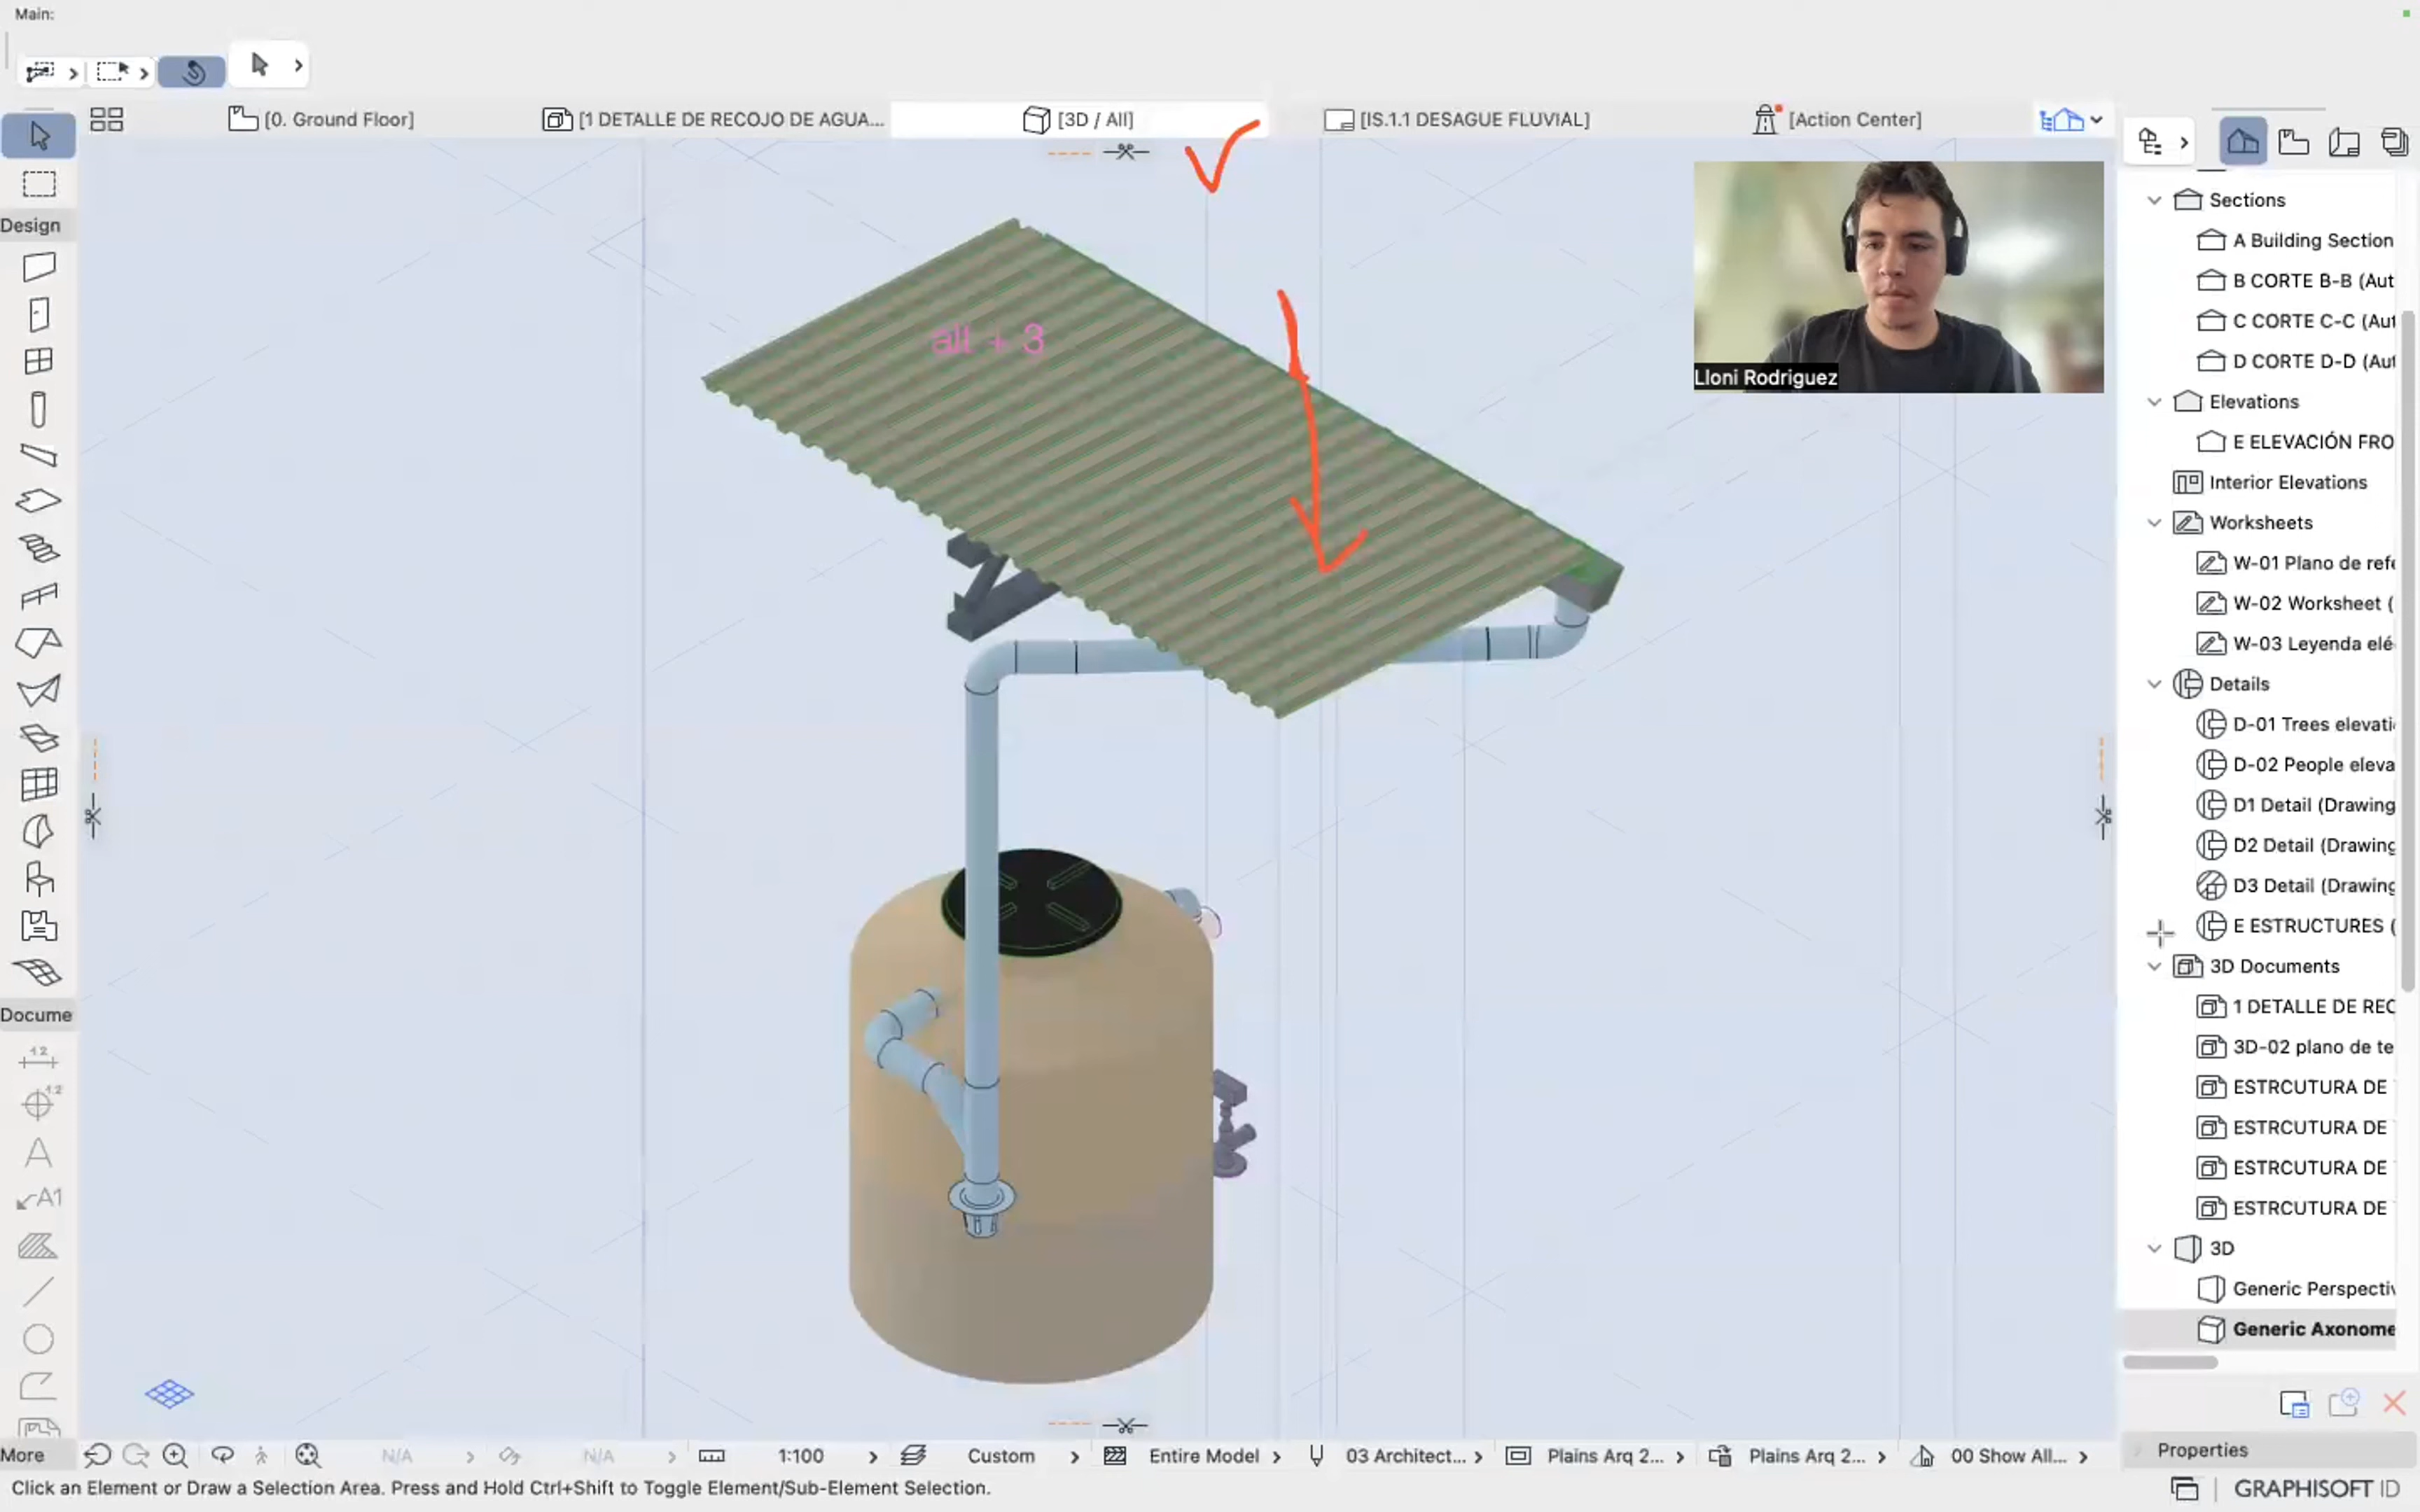 Main:
[0. Ground Floor]
[1 DETALLE DE RECOJO DE AGUA...
[3D / All]
[IS.1.1 DESAGUE FLUVIAL]
[Action Center]
Design
alt + 3
Lloni Rodriguez
Sections
A Building Section
B CORTE B-B (Aut
C CORTE C-C (Aut
D CORTE D-D (Aut
Elevations
E ELEVACIÓN FRO
Interior Elevations
Worksheets
W-01 Plano de refe
W-02 Worksheet (
W-03 Leyenda elé
Details
D-01 Trees elevati
D-02 People eleva
D1 Detail (Drawing
D2 Detail (Drawing
D3 Detail (Drawing
E ESTRUCTURES (
3D Documents
1 DETALLE DE REC
3D-02 plano de te
ESTRCUTURA DE
ESTRCUTURA DE
ESTRCUTURA DE
ESTRCUTURA DE
3D
Generic Perspectiv
Generic Axonome
Docume
1.2
1.2
A
A1
More
N/A
N/A
1:100
Custom
Entire Model
03 Architect...
Plains Arq 2...
Plains Arq 2...
00 Show All...
Properties
Click an Element or Draw a Selection Area. Press and Hold Ctrl+Shift to Toggle Element/Sub-Element Selection.
GRAPHISOFT ID